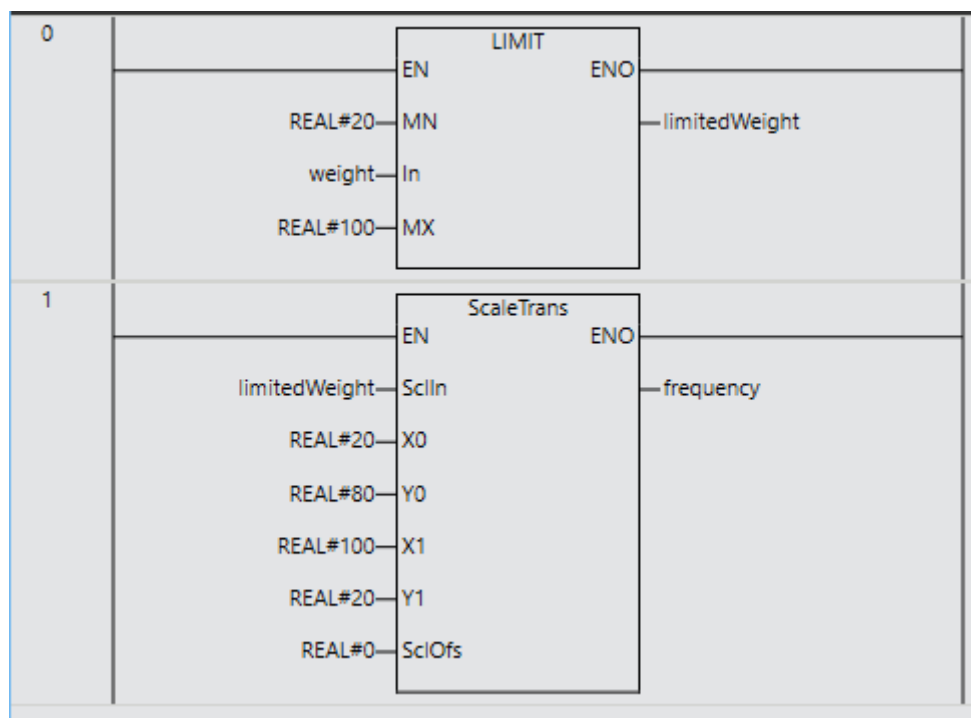 0
LIMIT
EN ENO
REAL#20 MN limitedWeight
weight In
REAL#100 MX
1
ScaleTrans
EN ENO
limitedWeight SclIn frequency
REAL#20 X0
REAL#80 Y0
REAL#100 X1
REAL#20 Y1
REAL#0 SclOfs